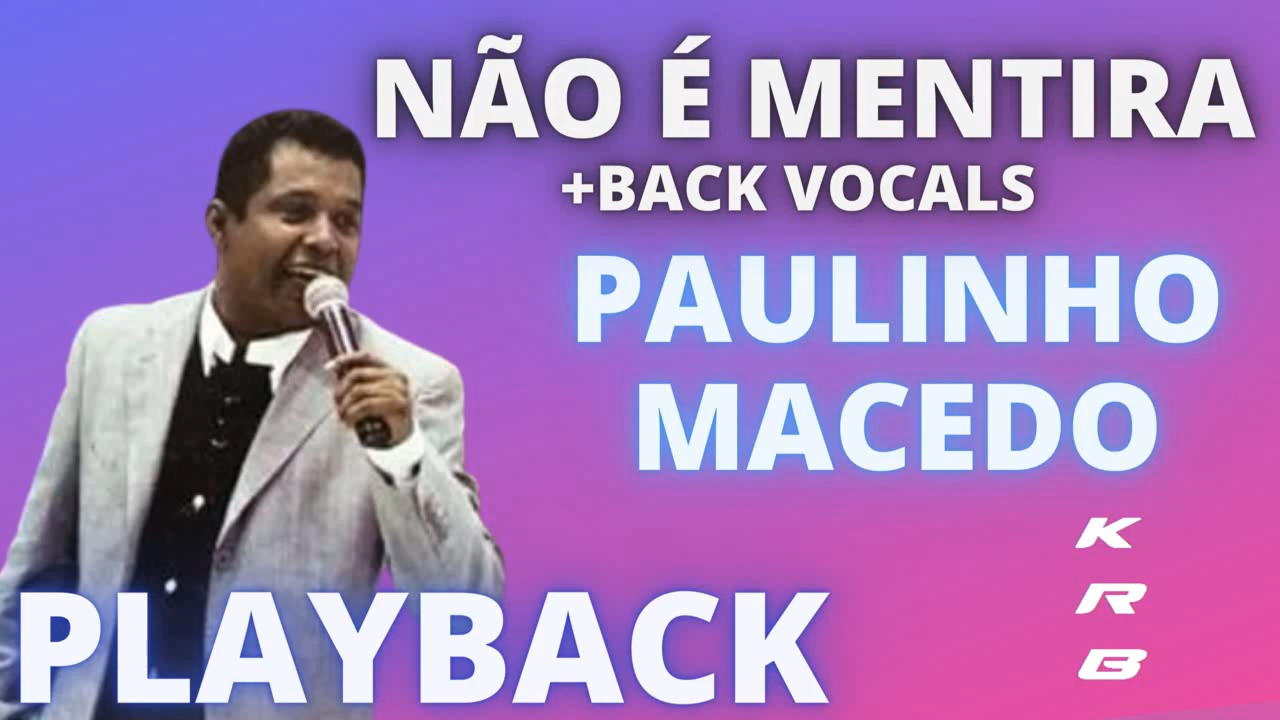 NÃO É MENTIRA
+BACK VOCALS
PAULINHO
MACEDO
K
R
B
PLAYBACK